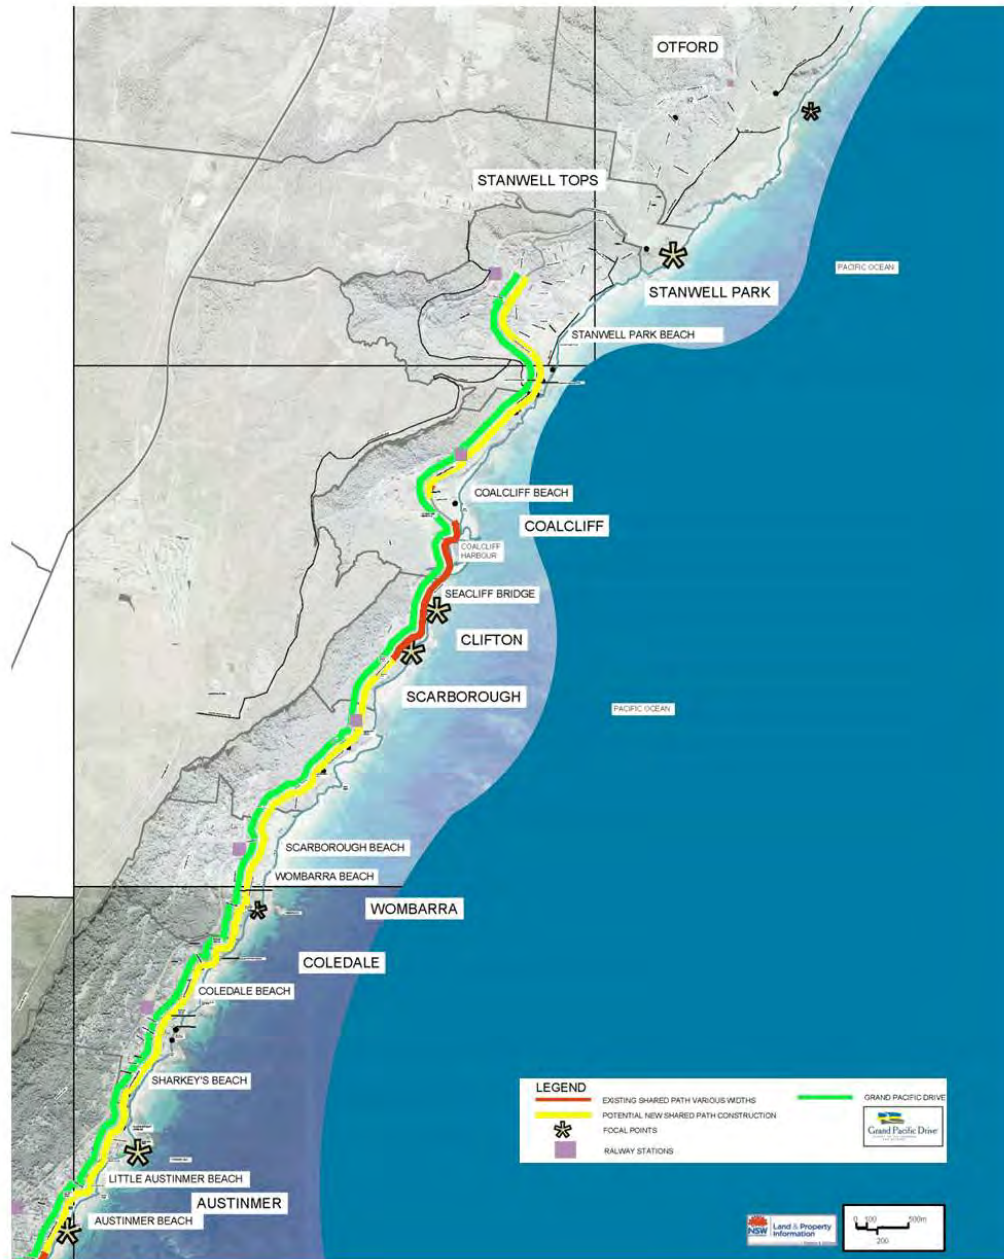 OTFORD
STANWELL TOPS
PACIFIC OCEAN
STANWELL PARK
STANWELL PARK BEACH
COALCLIFF BEACH
COALCLIFF
COALCLIFF
HARBOUR
SEACLIFF BRIDGE
CLIFTON
SCARBOROUGH
PACIFIC OCEAN
SCARBOROUGH BEACH
WOMBARRA BEACH
WOMBARRA
COLEDALE
COLEDALE BEACH
SHARKEY'S BEACH
LITTLE AUSTINMER BEACH
AUSTINMER
AUSTINMER BEACH
LEGEND
EXISTING SHARED PATH VARIOUS WIDTHS
GRAND PACIFIC DRIVE
POTENTIAL NEW SHARED PATH CONSTRUCTION
FOCAL POINTS
RALWAY STATIONS
Grand Pacific Drive
NSW
Land & Property
Information
0 100 500m
200